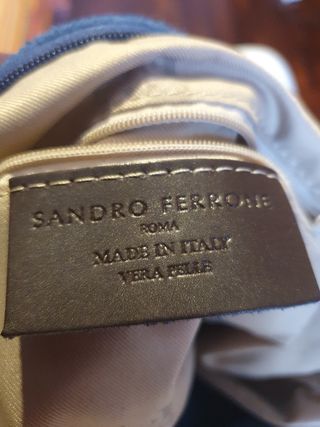 SANDRO FERRONE
ROMA
MADE IN ITALY
VERA PELLE